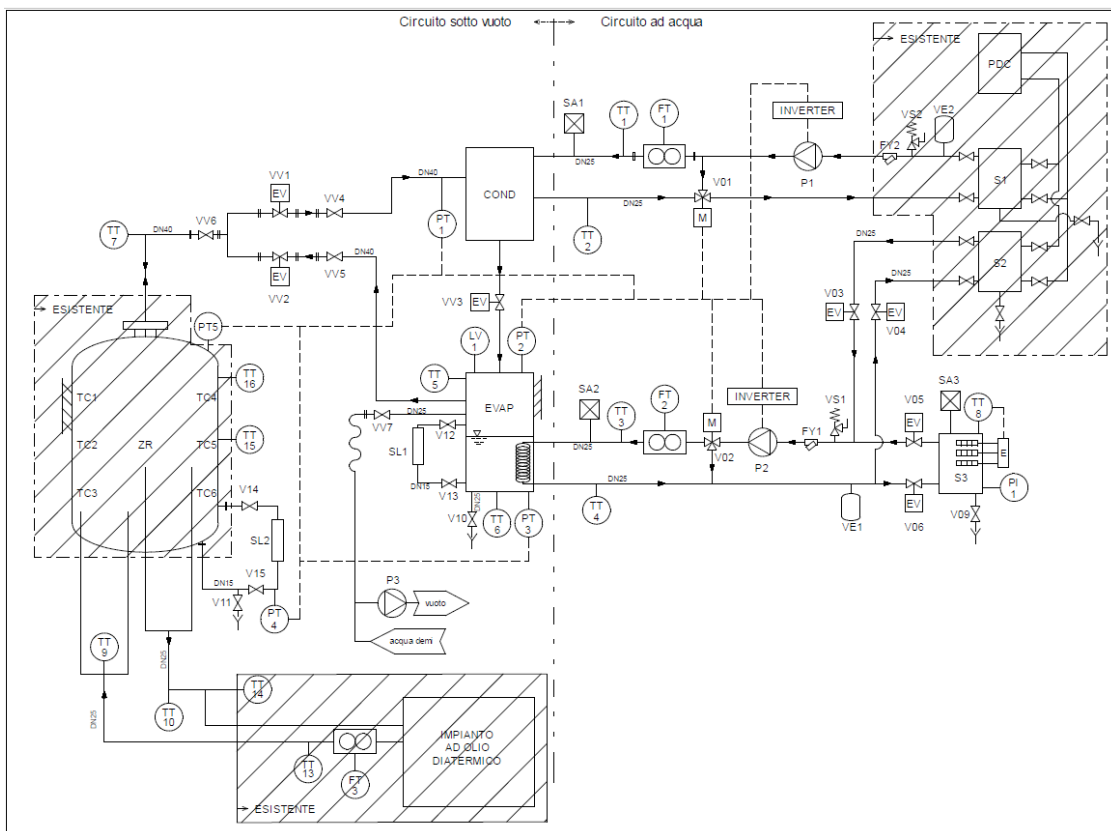 Circuito sotto vuoto
Circuito ad acqua
ESISTENTE
PDC
INVERTER
VS2
VE2
SA1
TT
1
FT
1
FY2
DN25
P1
S1
COND
V01
M
DN25
TT
2
VV1
EV
VV4
DN40
PT
1
VV6
TT
7
DN40
VV5
DN40
EV
VV2
S2
DN25
DN25
V03
EV
EV
V04
VV3
EV
ESISTENTE
PT5
LV
1
PT
2
TT
5
TT
16
TC1
TC4
DN25
EVAP
VV7
V12
SA2
TT
3
FT
2
M
INVERTER
VS1
SA3
TT
8
V05
EV
TC2
ZR
TC5
TT
15
SL1
DN25
V02
P2
FY1
E
S3
TC3
TC6
V14
DN15
V13
DN25
DN25
TT
4
PI
1
SL2
V10
TT
6
PT
3
VE1
EV
V06
V09
DN15
V15
V11
PT
4
P3
vuoto
acqua demi
TT
9
DN25
DN25
TT
10
TT
14
IMPIANTO
AD OLIO
DIATERMICO
TT
13
FT
3
ESISTENTE